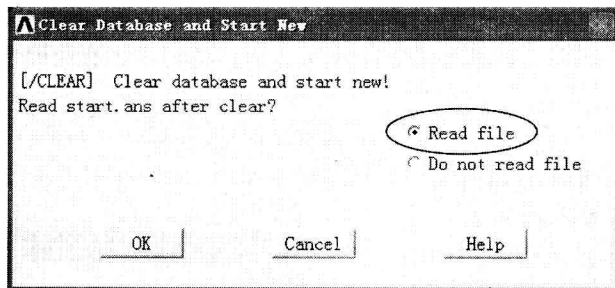 Clear Database and Start New
[/CLEAR] Clear database and start new!
Read start.ans after clear?
Read file
Do not read file
OK Cancel Help